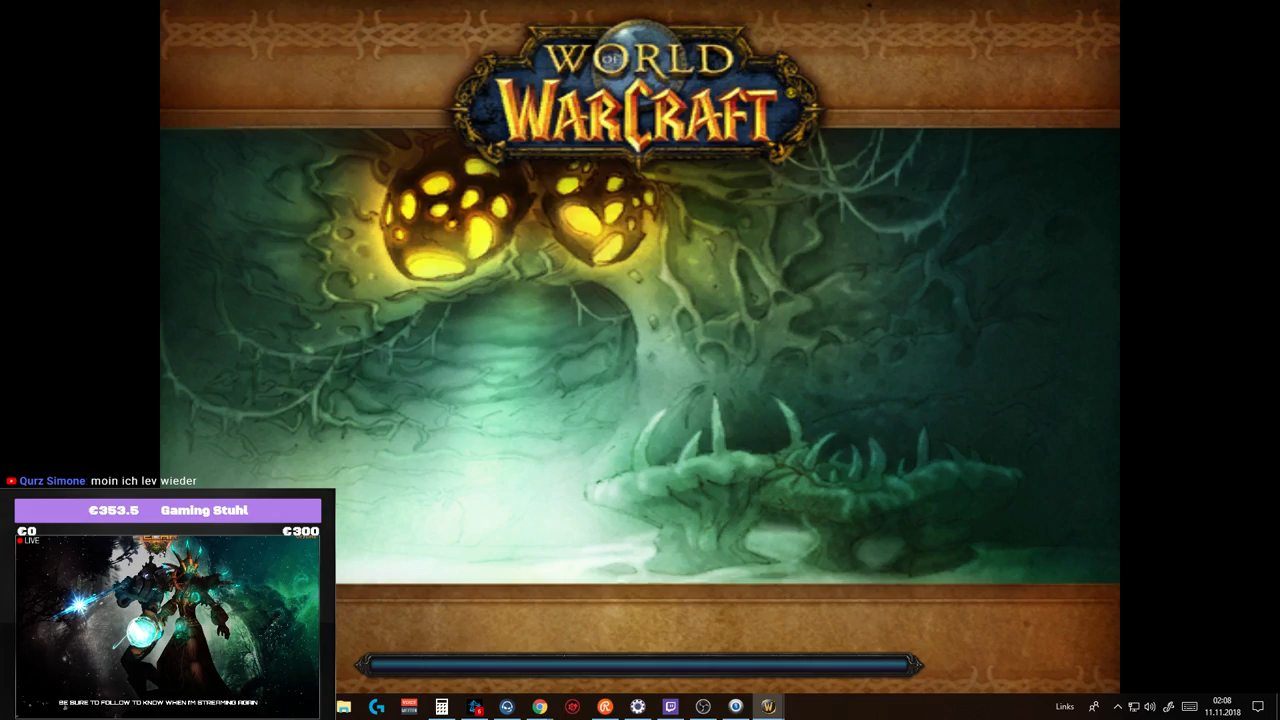 WORLD
OF
WARCRAFT
Qurz Simone moin ich lev wieder
€353.5 Gaming Stuhl
€0 €300
LIVE
BE SURE TO FOLLOW TO KNOW WHEN I'M STREAMING AGAIN
Links 02:08
11.11.2018